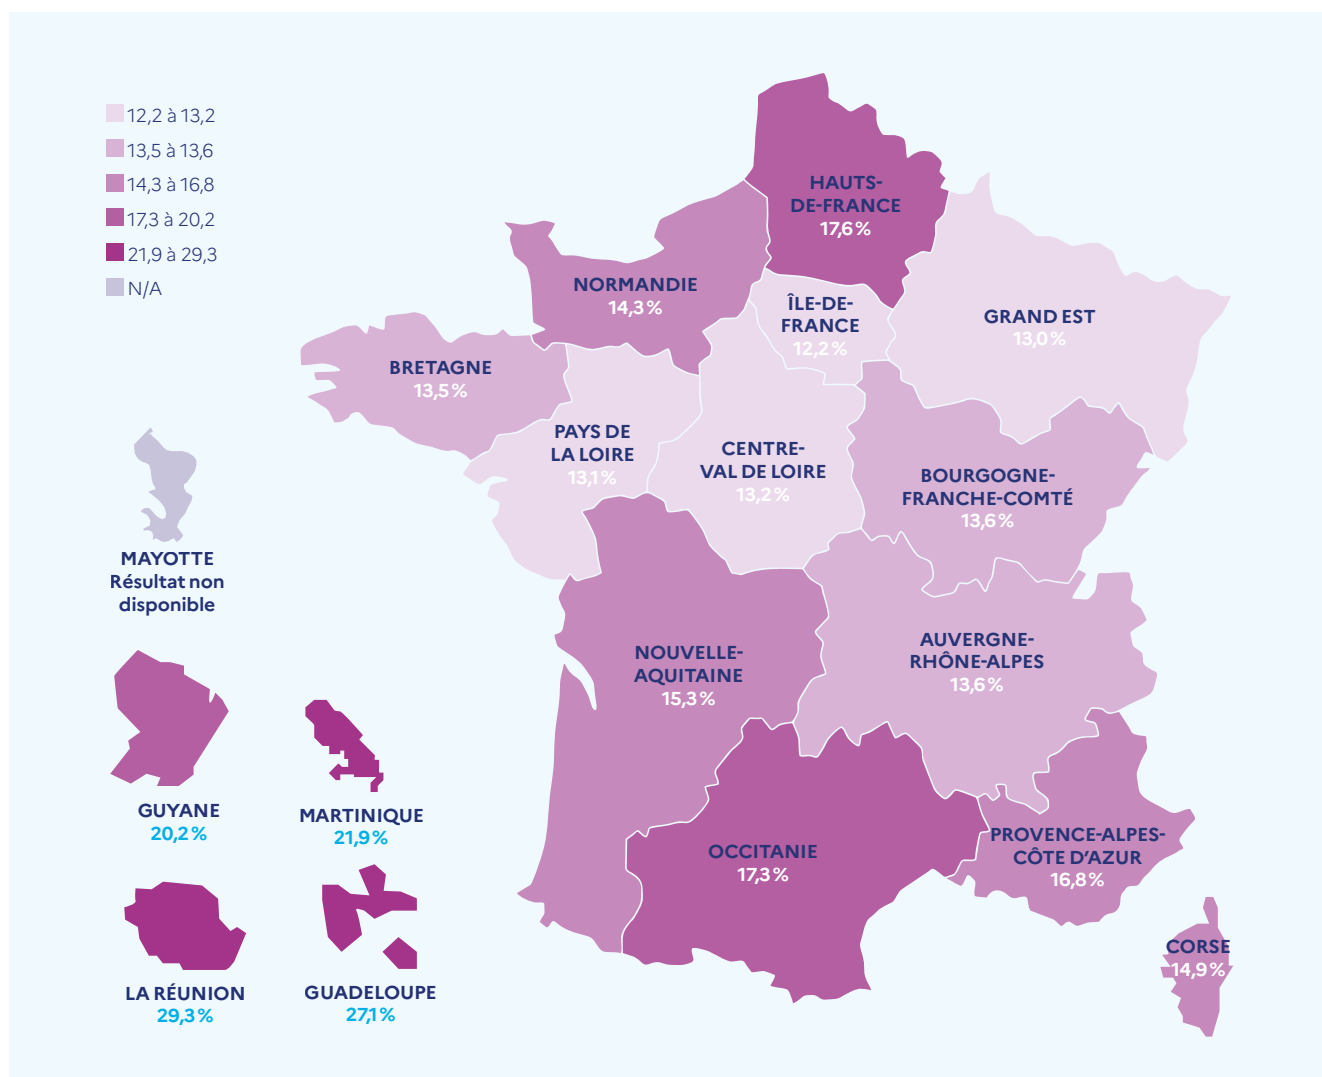 12,2 à 13,2
13,5 à 13,6
14,3 à 16,8
17,3 à 20,2
21,9 à 29,3
N/A
HAUTS-
DE-FRANCE
17,6 %
NORMANDIE
14,3 %
ÎLE-DE-
FRANCE
12,2 %
GRAND EST
13,0 %
BRETAGNE
13,5 %
PAYS DE
LA LOIRE
13,1 %
CENTRE-
VAL DE LOIRE
13,2 %
BOURGOGNE-
FRANCHE-COMTÉ
13,6 %
MAYOTTE
Résultat non
disponible
NOUVELLE-
AQUITAINE
15,3 %
AUVERGNE-
RHÔNE-ALPES
13,6 %
GUYANE
20,2 %
MARTINIQUE
21,9 %
OCCITANIE
17,3 %
PROVENCE-ALPES-
CÔTE D’AZUR
16,8 %
CORSE
14,9 %
LA RÉUNION
29,3 %
GUADELOUPE
27,1 %